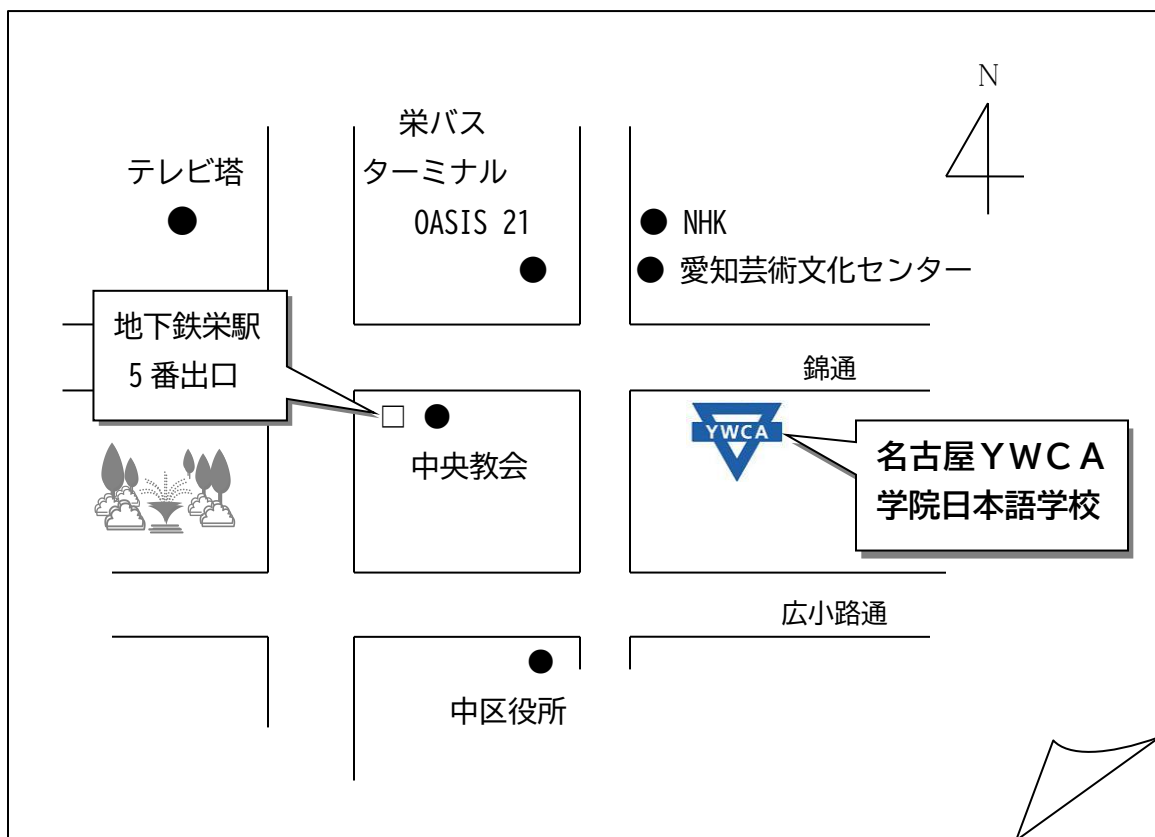 N
栄バス
ターミナル
テレビ塔
OASIS 21
NHK
愛知芸術文化センター
地下鉄栄駅
5番出口
錦通
YWCA
中央教会
名古屋ＹＷＣＡ
学院日本語学校
広小路通
中区役所